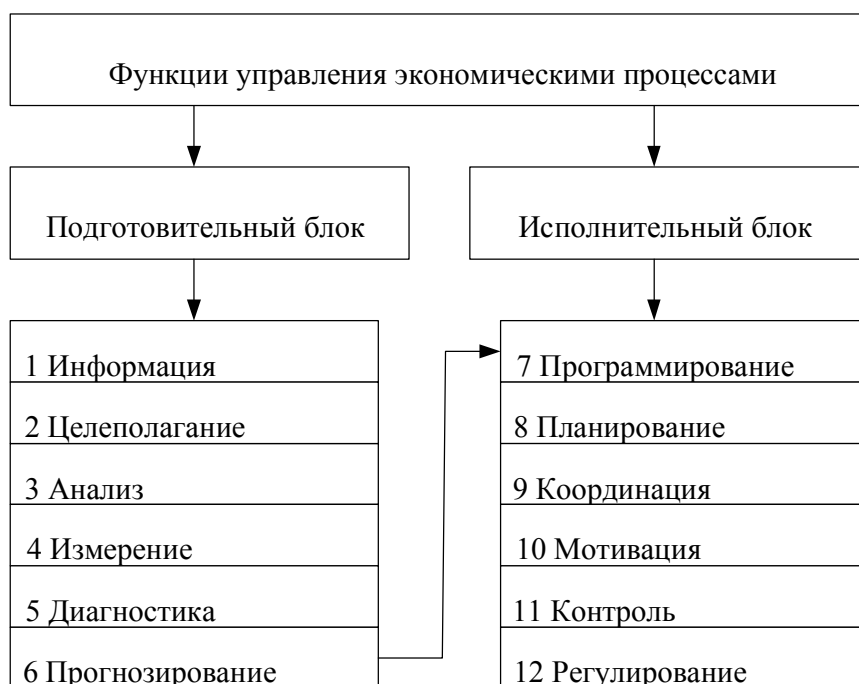 Функции управления экономическими процессами
Подготовительный блок
Исполнительный блок
1 Информация
2 Целеполагание
3 Анализ
4 Измерение
5 Диагностика
6 Прогнозирование
7 Программирование
8 Планирование
9 Координация
10 Мотивация
11 Контроль
12 Регулирование